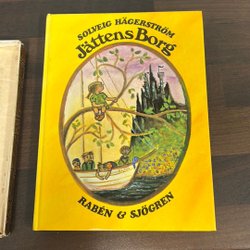 SOLVEIG HÄGERSTRÖM
Jättens Borg
RABÉN & SJÖGREN